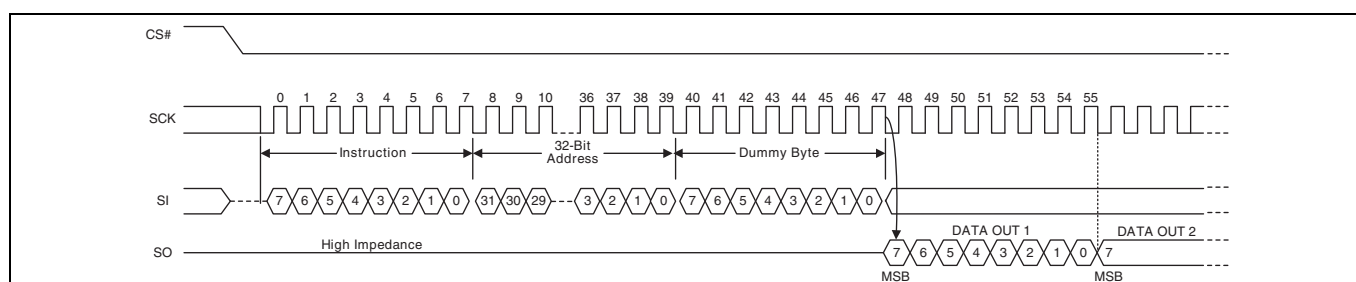 CS#
0 1 2 3 4 5 6 7 8 9 10 36 37 38 39 40 41 42 43 44 45 46 47 48 49 50 51 52 53 54 55
SCK
Instruction
32-Bit
Address
Dummy Byte
SI
7 6 5 4 3 2 1 0 31 30 29 3 2 1 0 7 6 5 4 3 2 1 0
DATA OUT 1
DATA OUT 2
High Impedance
SO
7 6 5 4 3 2 1 0 7
MSB
MSB